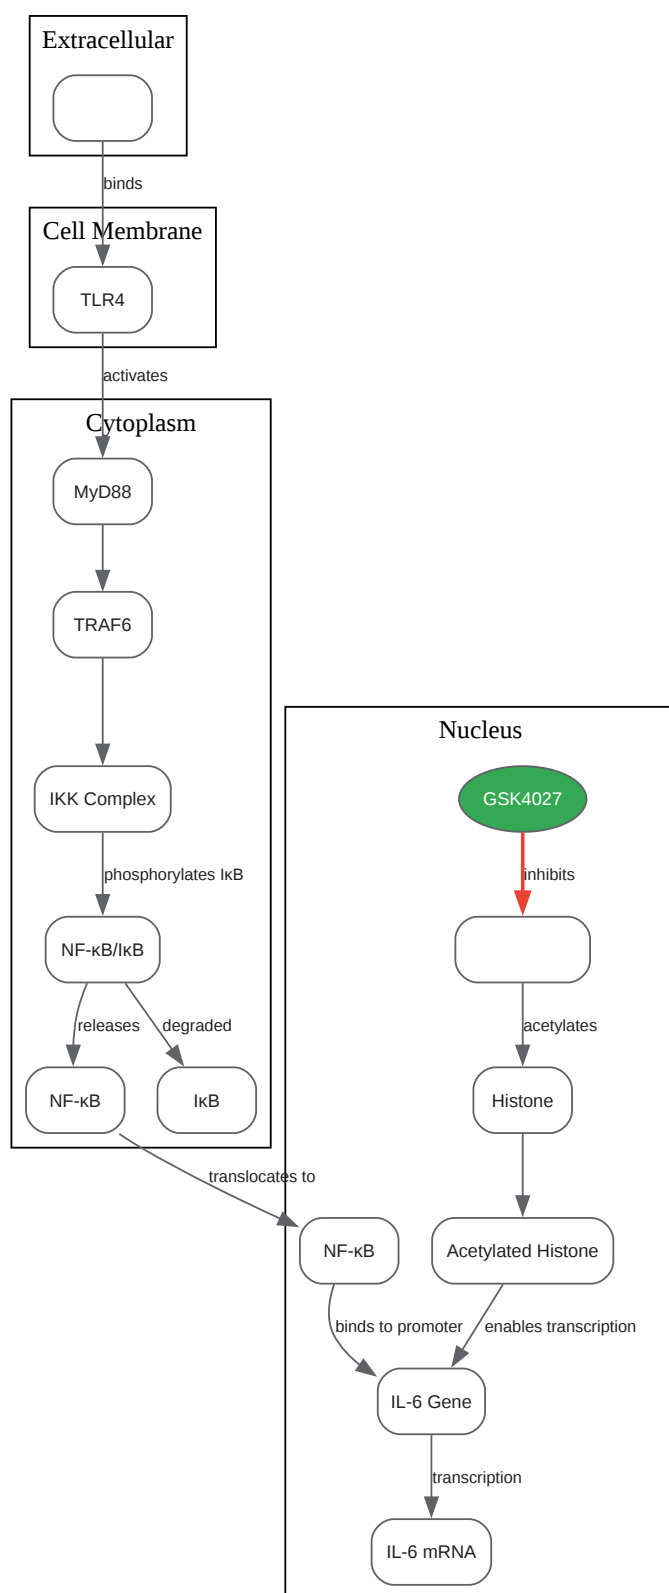 Extracellular
binds
Cell Membrane
TLR4
activates
Cytoplasm
MyD88
TRAF6
Nucleus
IKK Complex
GSK4027
phosphorylates IκB
inhibits
NF-κB/IκB
releases
degraded
acetylates
NF-κB
IκB
Histone
translocates to
NF-κB
Acetylated Histone
binds to promoter
enables transcription
IL-6 Gene
transcription
IL-6 mRNA